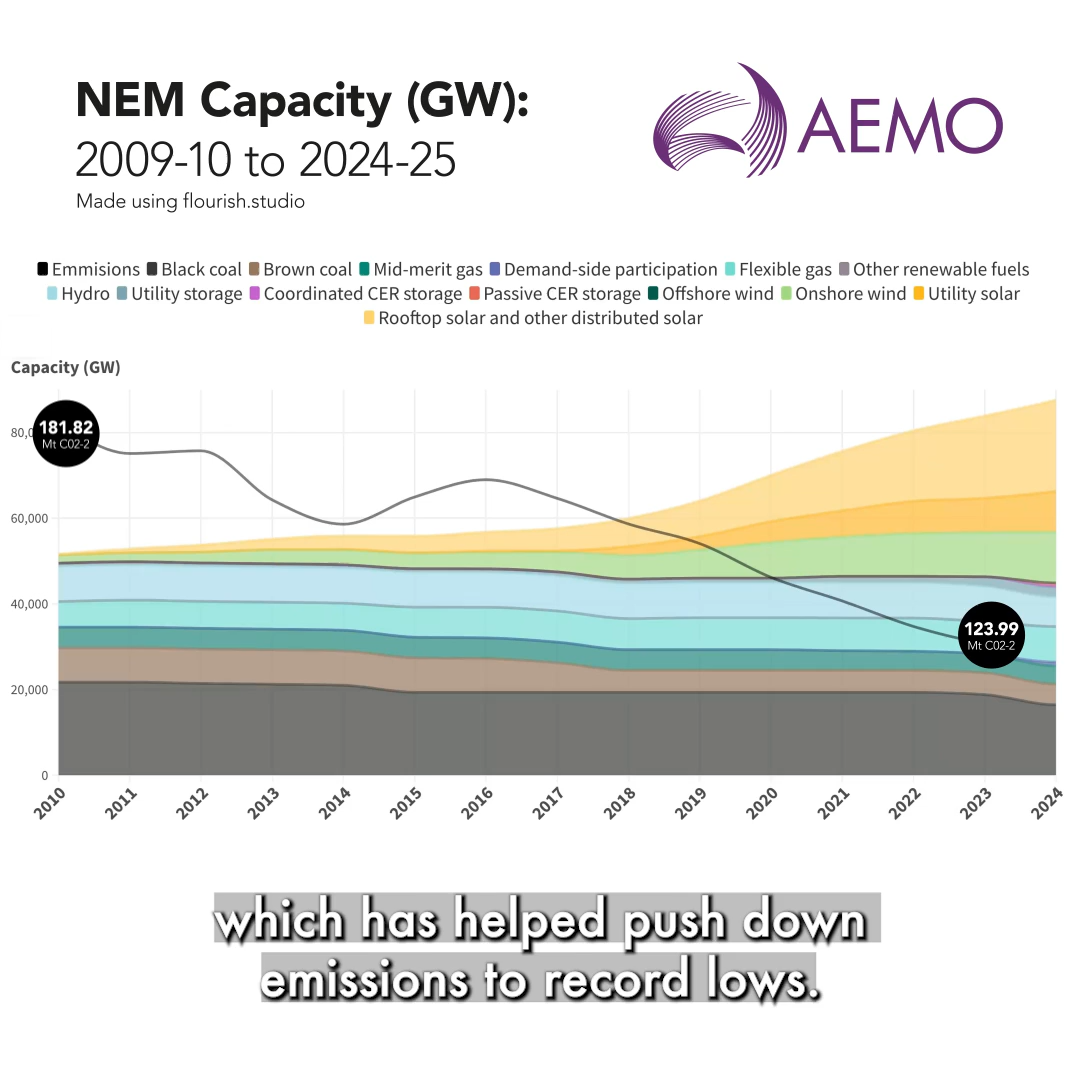 NEM Capacity (GW):
2009-10 to 2024-25
Made using flourish.studio
AEMO
Emmisions Black coal Brown coal Mid-merit gas Demand-side participation Flexible gas Other renewable fuels
Hydro Utility storage Coordinated CER storage Passive CER storage Offshore wind Onshore wind Utility solar
Rooftop solar and other distributed solar
Capacity (GW)
80,0
181.82
Mt C02-2
60,000
40,000
123.99
Mt C02-2
20,000
0
2010 2011 2012 2013 2014 2015 2016 2017 2018 2019 2020 2021 2022 2023 2024
which has helped push down
emissions to record lows.